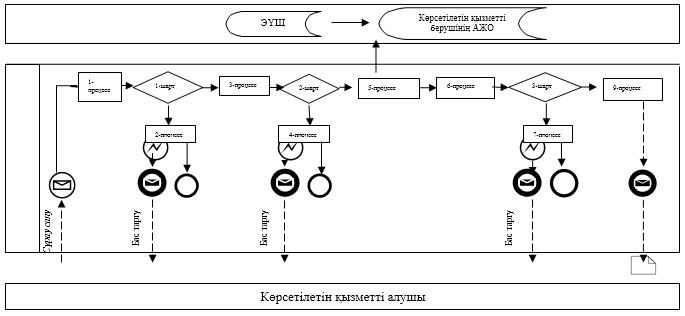 ЭҮШ
Көрсетілетін қызметті
берушінің АЖО
1-
процесс
1-шарт
3-процесс
2-шарт
5-процесс
6-процесс
3-шарт
9-процесс
2-процесс
4-процесс
7-процесс
Сұрау салу
Бас тарту
Бас тарту
Бас тарту
Көрсетілетін қызметті алушы